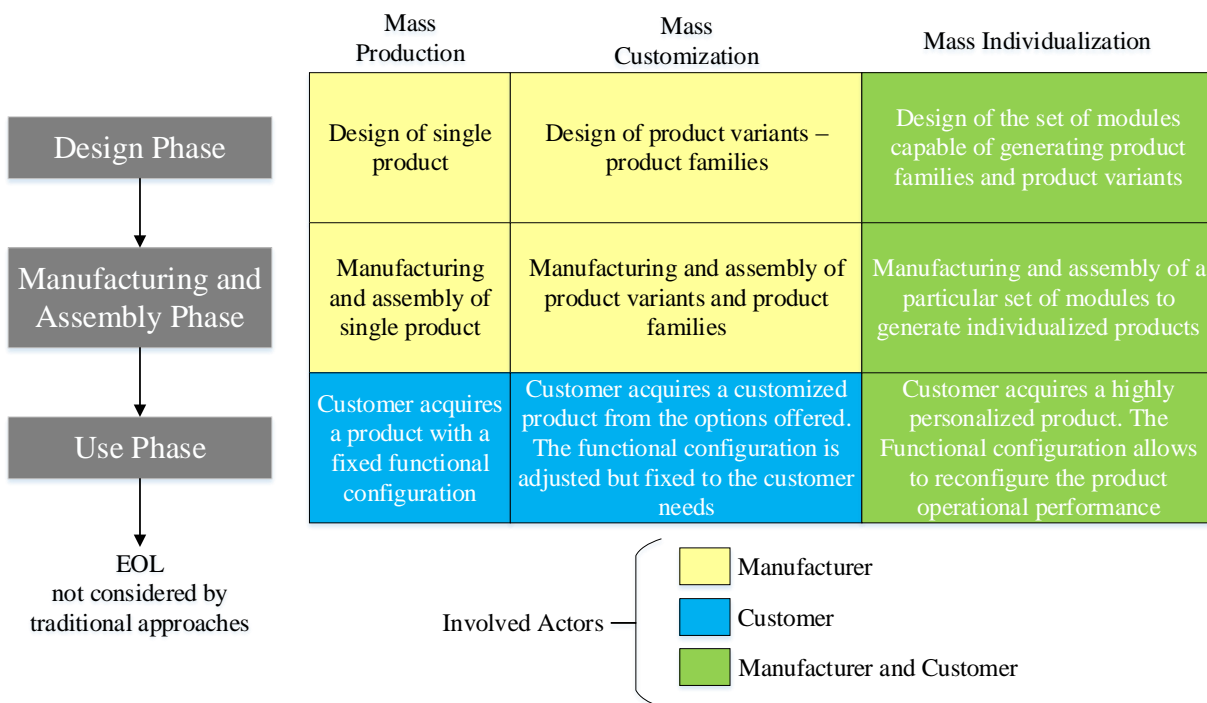 Mass
Production
Mass
Customization
Mass Individualization
Design Phase
Design of single
product
Design of product variants –
product families
Design of the set of modules
capable of generating product
families and product variants
Manufacturing and
Assembly Phase
Manufacturing
and assembly of
single product
Manufacturing and assembly of
product variants and product
families
Manufacturing and assembly of a
particular set of modules to
generate individualized products
Use Phase
Customer acquires
a product with a
fixed functional
configuration
Customer acquires a customized
product from the options offered.
The functional configuration is
adjusted but fixed to the customer
needs
Customer acquires a highly
personalized product. The
Functional configuration allows
to reconfigure the product
operational performance
EOL
not considered by
traditional approaches
Involved Actors
Manufacturer
Customer
Manufacturer and Customer